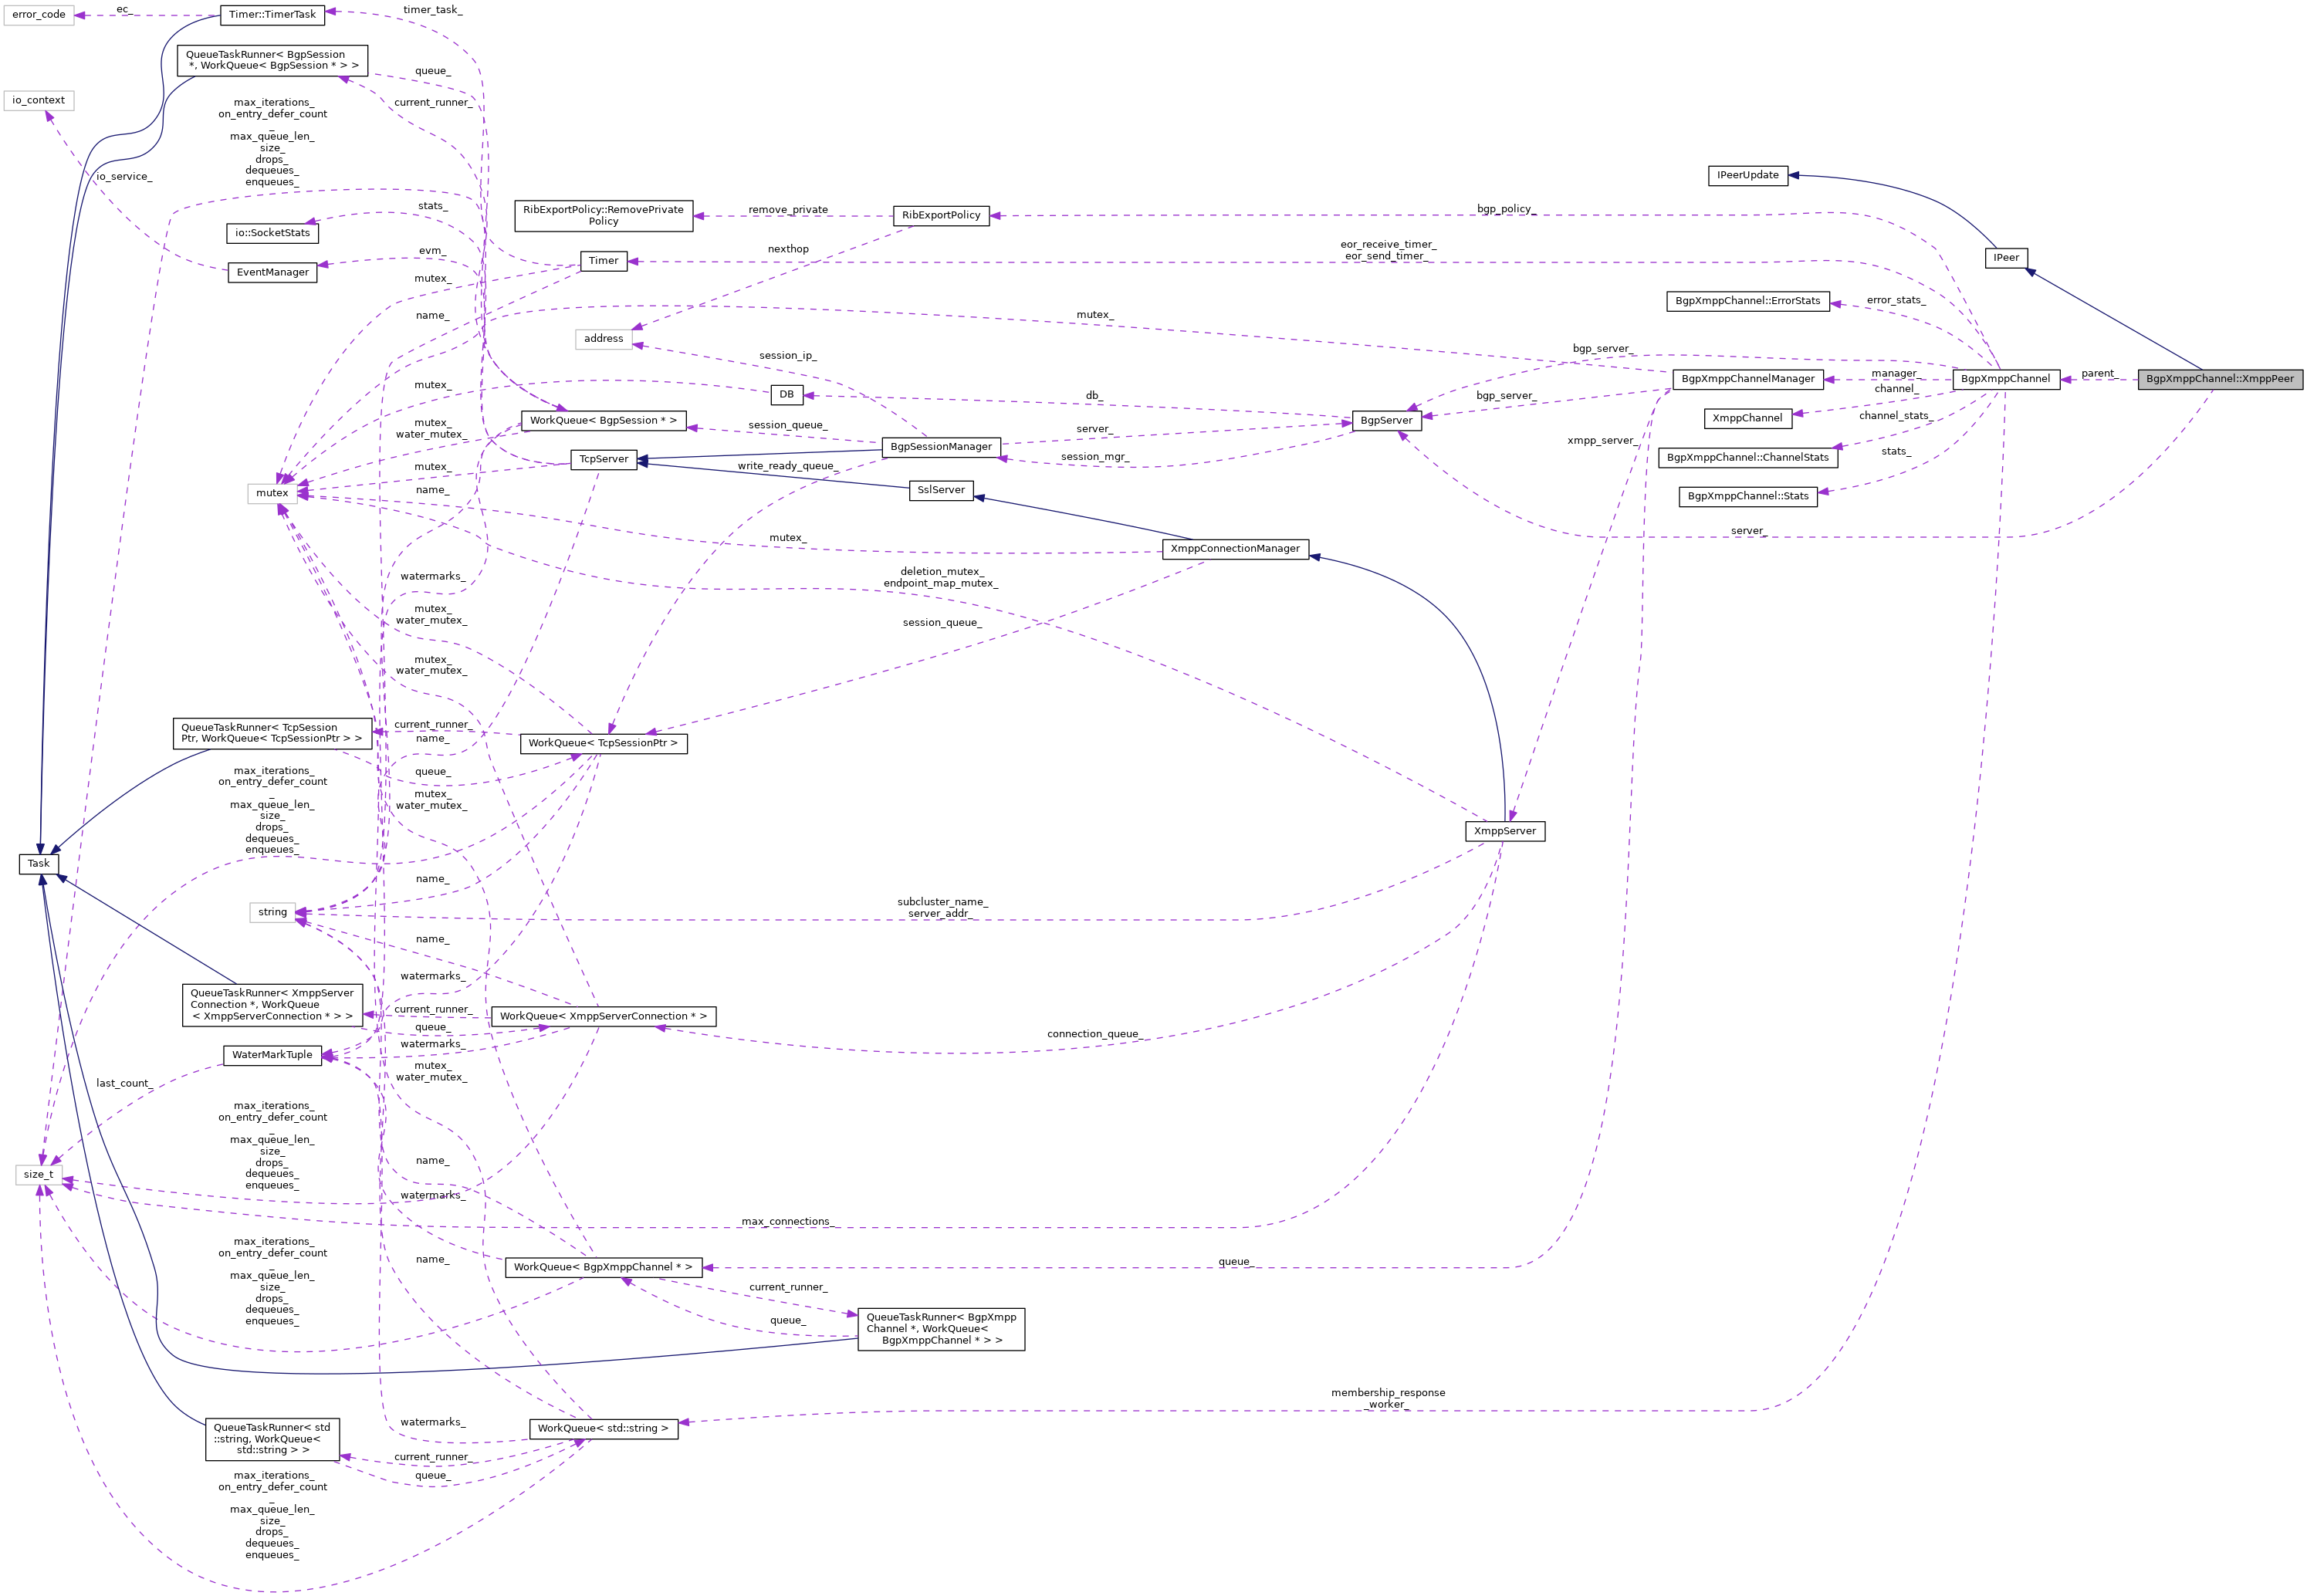 error_code
ec_
Timer::TimerTask
timer_task_
QueueTaskRunner< BgpSession
*, WorkQueue< BgpSession * > >
queue_
io_context
current_runner_
max_iterations_
on_entry_defer_count
_
max_queue_len_
size_
drops_
dequeues_
enqueues_
io_service_
IPeerUpdate
stats_
RibExportPolicy::RemovePrivate
Policy
remove_private
RibExportPolicy
bgp_policy_
io::SocketStats
evm_
nexthop
eor_receive_timer_
eor_send_timer_
EventManager
Timer
IPeer
mutex_
BgpXmppChannel::ErrorStats
error_stats_
name_
mutex_
address
session_ip_
bgp_server_
BgpXmppChannelManager
manager_
BgpXmppChannel
parent_
BgpXmppChannel::XmppPeer
mutex_
DB
db_
bgp_server_
channel_
XmppChannel
mutex_
water_mutex_
WorkQueue< BgpSession * >
session_queue_
server_
BgpServer
channel_stats_
xmpp_server_
BgpSessionManager
session_mgr_
stats_
BgpXmppChannel::ChannelStats
mutex_
TcpServer
write_ready_queue_
name_
mutex
SslServer
BgpXmppChannel::Stats
server_
mutex_
XmppConnectionManager
watermarks_
deletion_mutex_
endpoint_map_mutex_
mutex_
water_mutex_
session_queue_
mutex_
water_mutex_
QueueTaskRunner< TcpSession
Ptr, WorkQueue< TcpSessionPtr > >
current_runner_
name_
WorkQueue< TcpSessionPtr >
queue_
max_iterations_
on_entry_defer_count
_
max_queue_len_
size_
drops_
dequeues_
enqueues_
mutex_
water_mutex_
XmppServer
Task
name_
string
subcluster_name_
server_addr_
name_
watermarks_
QueueTaskRunner< XmppServer
Connection *, WorkQueue
< XmppServerConnection * > >
current_runner_
WorkQueue< XmppServerConnection * >
queue_
connection_queue_
watermarks_
WaterMarkTuple
last_count_
mutex_
water_mutex_
max_iterations_
on_entry_defer_count
_
max_queue_len_
size_
drops_
dequeues_
enqueues_
name_
size_t
watermarks_
max_connections_
max_iterations_
on_entry_defer_count
_
max_queue_len_
size_
drops_
dequeues_
enqueues_
name_
WorkQueue< BgpXmppChannel * >
queue_
current_runner_
queue_
QueueTaskRunner< BgpXmpp
Channel *, WorkQueue<
BgpXmppChannel * > >
membership_response
_worker_
watermarks_
QueueTaskRunner< std
::string, WorkQueue<
std::string > >
WorkQueue< std::string >
current_runner_
queue_
max_iterations_
on_entry_defer_count
_
max_queue_len_
size_
drops_
dequeues_
enqueues_